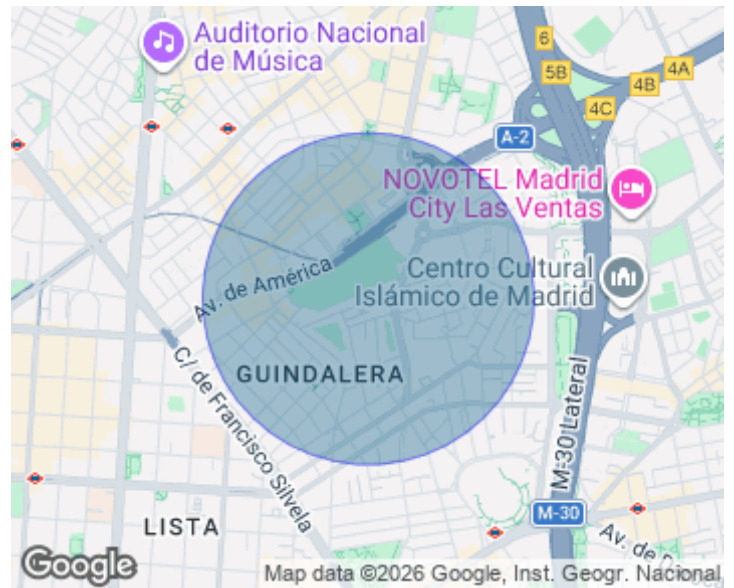 Auditorio Nacional
de Música
6
5B
4A
4B
4C
A-2
NOVOTEL Madrid
City Las Ventas
Av. de América
Centro Cultural
Islámico de Madrid
GUINDALERA
C/ de Francisco Silvela
M-30 Lateral
M-30
LISTA
Av. de
Google
Map data ©2026 Google, Inst. Geogr. Nacional